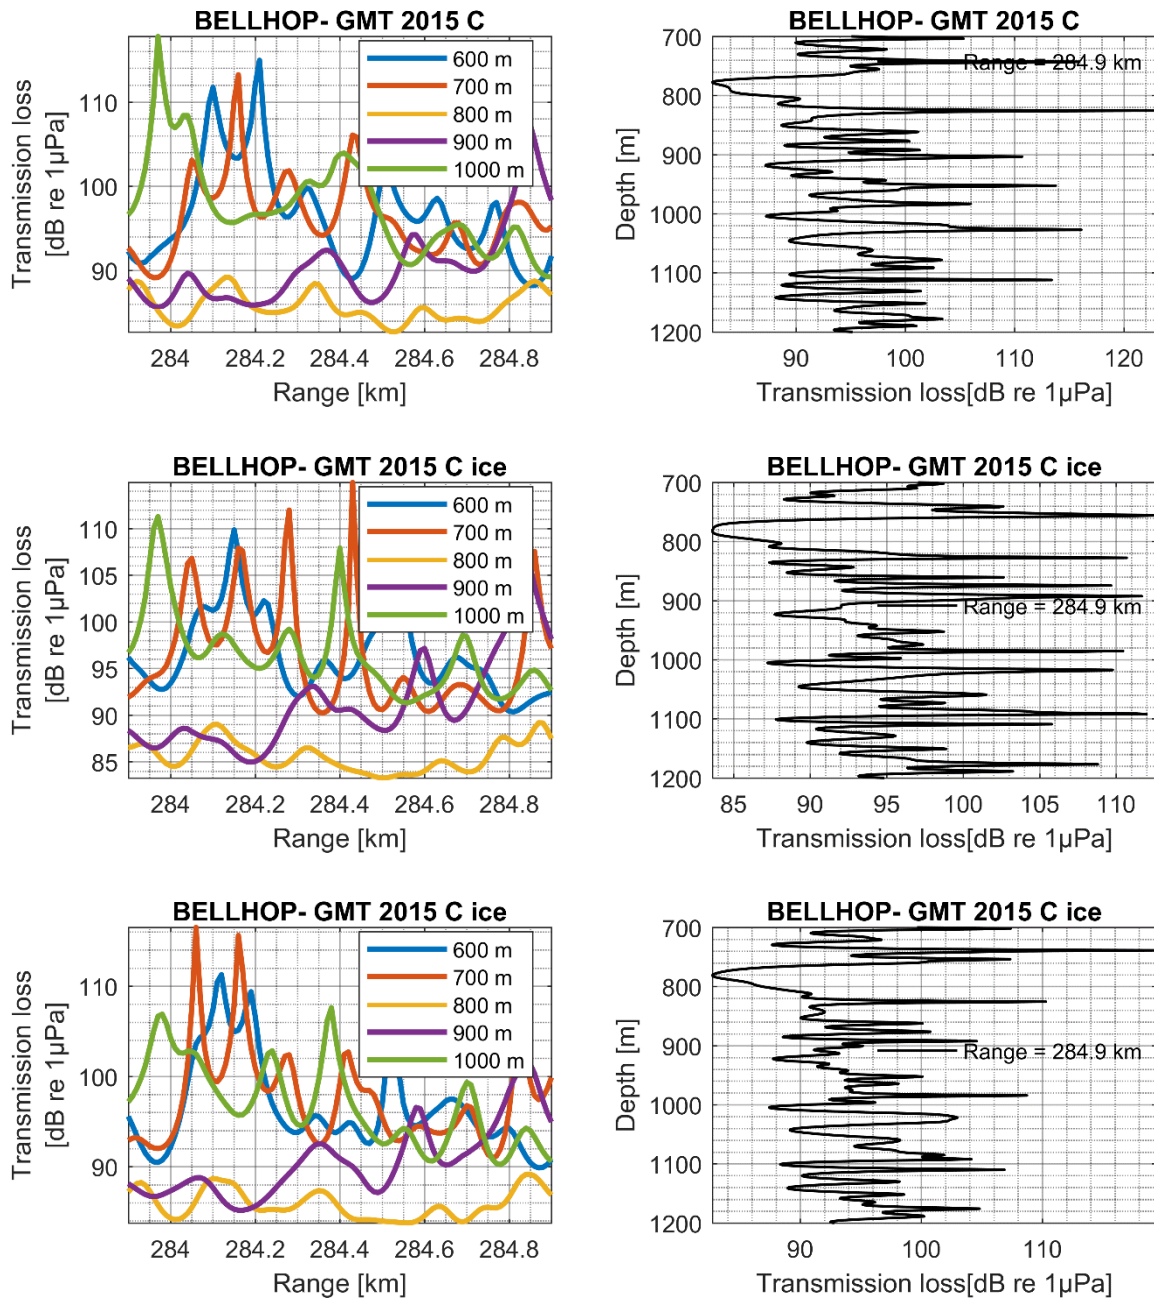 BELLHOP- GMT 2015 C
Transmission loss
[dB re 1µPa]
110
100
90
284
284.2
284.4
284.6
284.8
Range [km]
600 m
700 m
800 m
900 m
1000 m
BELLHOP- GMT 2015 C
Depth [m]
700
800
900
1000
1100
1200
90
100
110
120
Transmission loss[dB re 1µPa]
Range = 284.9 km
BELLHOP- GMT 2015 C ice
Transmission loss
[dB re 1µPa]
110
105
100
95
90
85
284
284.2
284.4
284.6
284.8
Range [km]
600 m
700 m
800 m
900 m
1000 m
BELLHOP- GMT 2015 C ice
Depth [m]
700
800
900
1000
1100
1200
85
90
95
100
105
110
Transmission loss[dB re 1µPa]
Range = 284.9 km
BELLHOP- GMT 2015 C ice
Transmission loss
[dB re 1µPa]
110
100
90
284
284.2
284.4
284.6
284.8
Range [km]
600 m
700 m
800 m
900 m
1000 m
BELLHOP- GMT 2015 C ice
Depth [m]
700
800
900
1000
1100
1200
90
100
110
Transmission loss[dB re 1µPa]
Range = 284.9 km